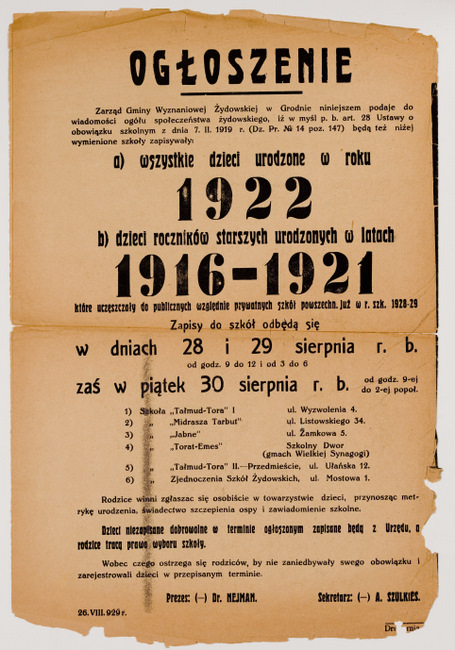 OGŁOSZENIE
Zarząd Gminy Wyznaniowej Żydowskiej w Grodnie niniejszem podaje do
wiadomości ogółu społeczeństwa żydowskiego, iż w myśl p. b. art. 28 Ustawy o
obowiązku szkolnym z dnia 7. II. 1919 r. (Dz. Pr. № 14 poz. 147) będą też niżej
wymienione szkoły zapisywały:
a) wszystkie dzieci urodzone w roku
1922
b) dzieci roczników starszych urodzonych w latach
1916-1921
które uczęszczały do publicznych względnie prywatnych szkół powszechn. już w r. szk. 1928-29
Zapisy do szkół odbędą się
w dniach 28 i 29 sierpnia r. b.
od godz. 9 do 12 i od 3 do 6
zaś w piątek 30 sierpnia r. b. od godz. 9-ej
do 2-ej popoł.
1) Szkoła „Tałmud-Tora" I ul. Wyzwolenia 4.
2) „ „Midrasza Tarbut" ul. Listowskiego 34.
3) „ „Jabne" ul. Zamkowa 5.
4) „ „Torat-Emes" Szkolny Dwor
(gmach Wielkiej Synagogi)
5) „ „Tałmud-Tora" II.—Przedmieście, ul. Ułańska 12.
6) „ Zjednoczenia Szkół Żydowskich, ul. Mostowa 1.
Rodzice winni zgłaszac się osobiście w towarzystwie dzieci, przynosząc met-
rykę urodzenia, świadectwo szczepienia ospy i zawiadomienie szkolne.
Dzieci niezapisane dobrowolnie w terminie ogłoszonym zapisane będą z Urzędu, a
rodzice tracą prawo wyboru szkoły.
Wobec czego ostrzega się rodziców, by nie zaniedbywały swego obowiązku i
zarejestrowali dzieci w przepisanym terminie.
Prezes: (—) Dr. NEJMAN. Sekretarz: (—) A. SZULKIES.
26. VIII. 929 r.